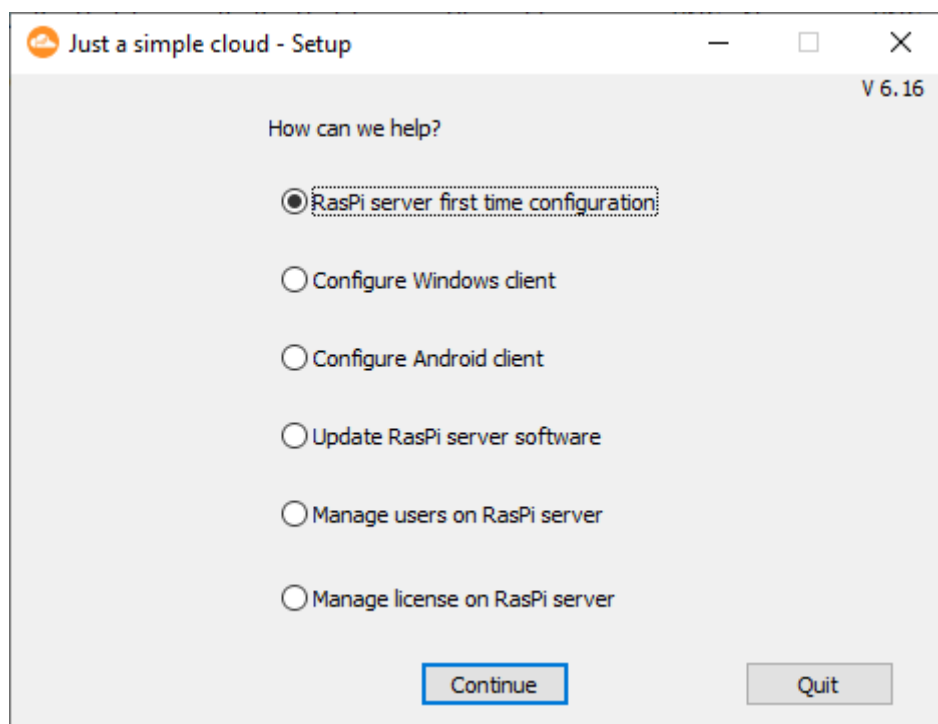 Just a simple cloud - Setup
V 6.16
How can we help?
RasPi server first time configuration
Configure Windows client
Configure Android client
Update RasPi server software
Manage users on RasPi server
Manage license on RasPi server
Continue
Quit